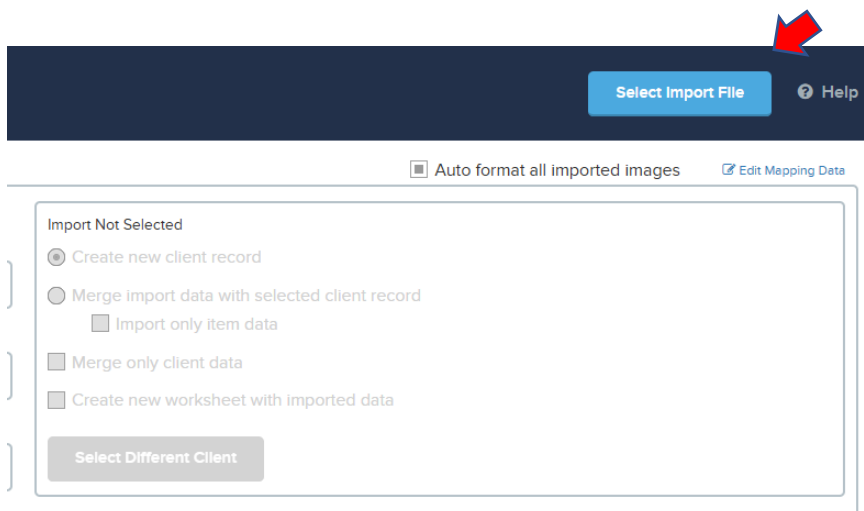 Select Import File
Help
Auto format all imported images
Edit Mapping Data
Import Not Selected
Create new client record
Merge import data with selected client record
Import only item data
Merge only client data
Create new worksheet with imported data
Select Different Client